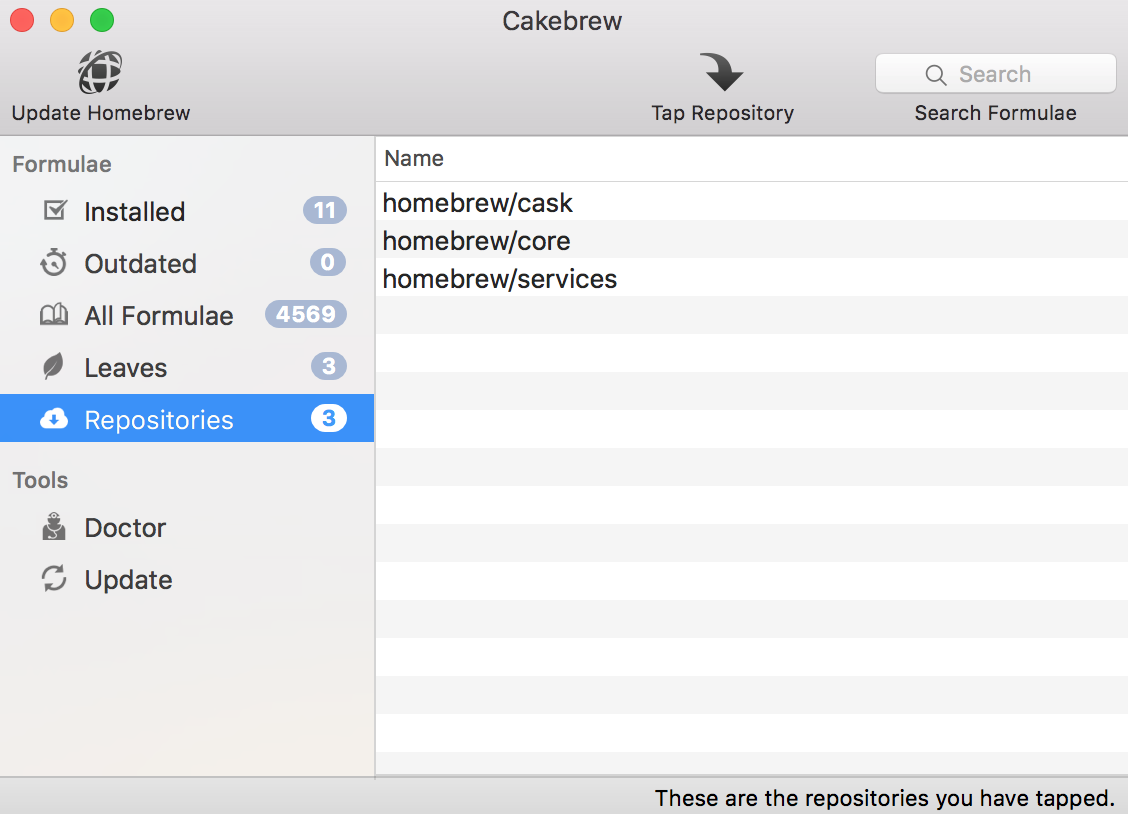 Cakebrew
Update Homebrew
Tap Repository
Search
Search Formulae
Formulae
Installed 11
Outdated 0
All Formulae 4569
Leaves 3
Repositories 3
Tools
Doctor
Update
Name
homebrew/cask
homebrew/core
homebrew/services
These are the repositories you have tapped.